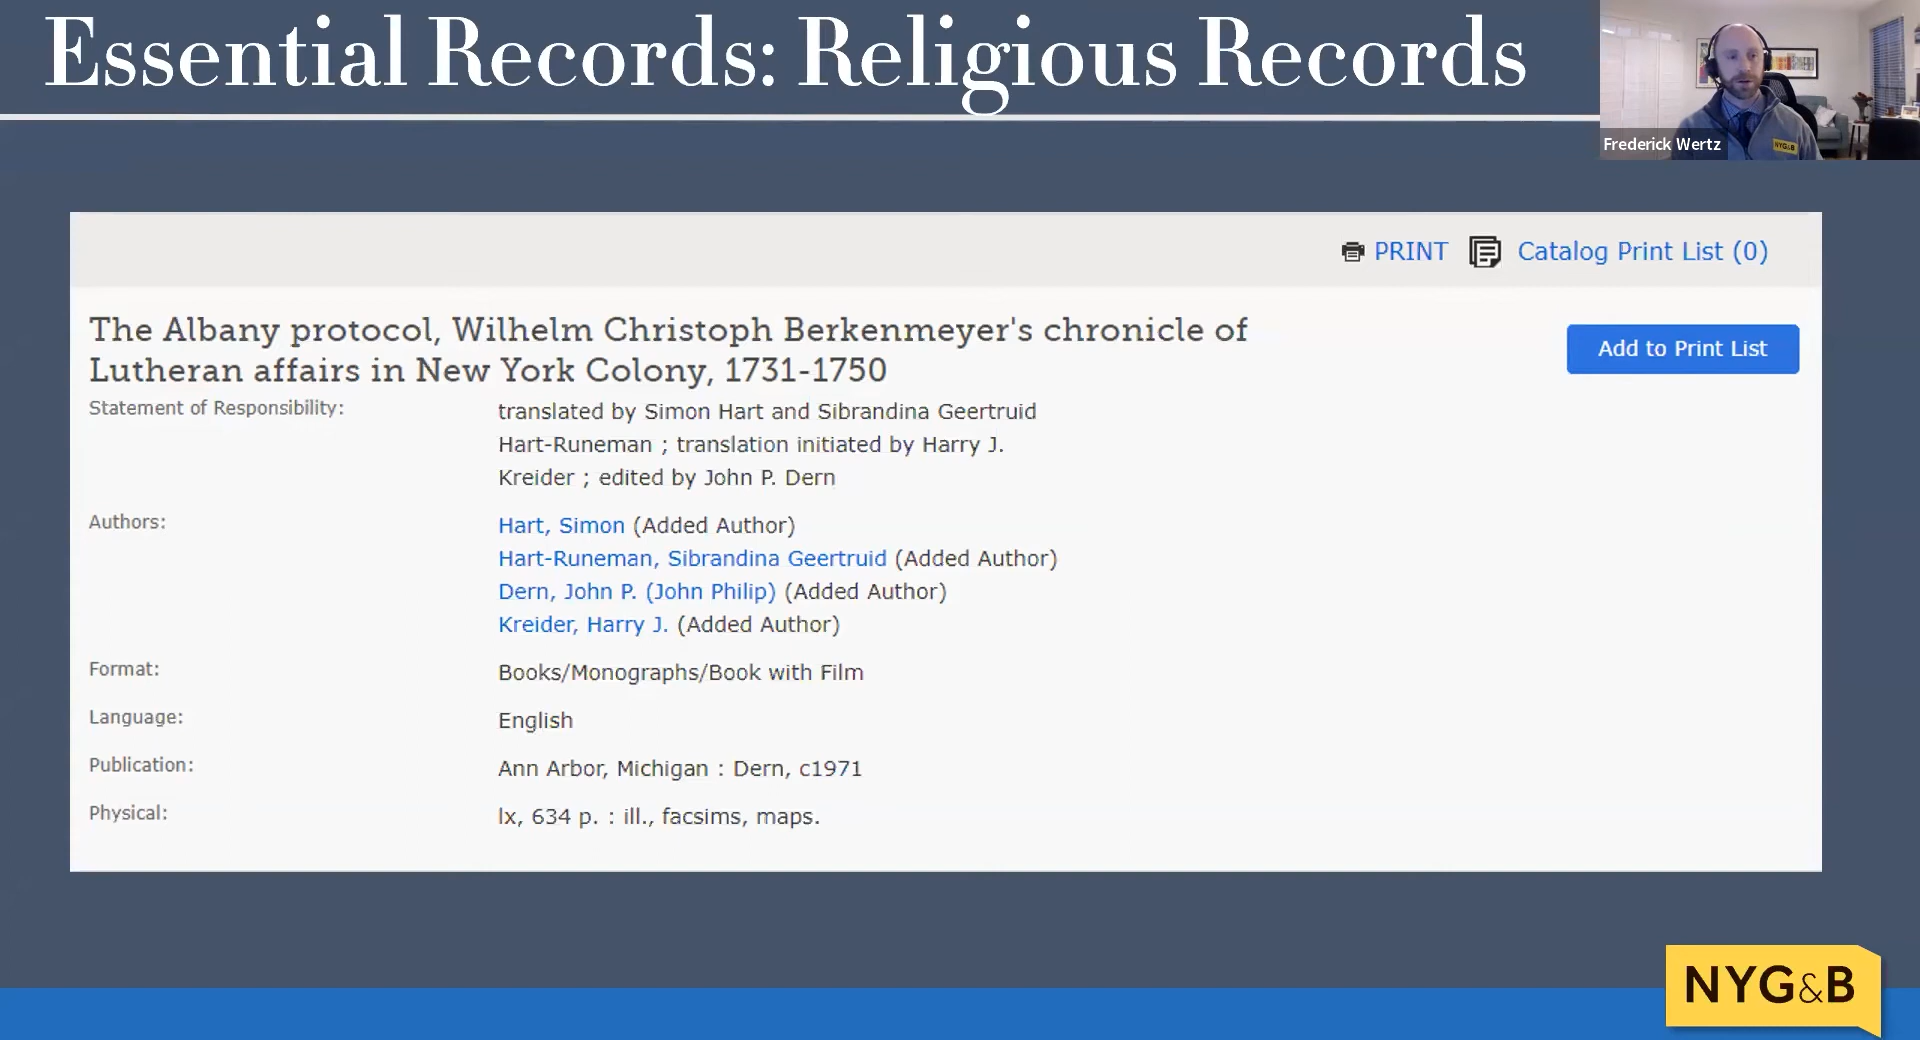 Essential Records: Religious Records
Frederick Wertz
NYG&B
PRINT
Catalog Print List (0)
The Albany protocol, Wilhelm Christoph Berkenmeyer's chronicle of
Lutheran affairs in New York Colony, 1731-1750
Add to Print List
Statement of Responsibility:
translated by Simon Hart and Sibrandina Geertruid
Hart-Runeman ; translation initiated by Harry J.
Kreider ; edited by John P. Dern
Authors:
Hart, Simon (Added Author)
Hart-Runeman, Sibrandina Geertruid (Added Author)
Dern, John P. (John Philip) (Added Author)
Kreider, Harry J. (Added Author)
Format:
Books/Monographs/Book with Film
Language:
English
Publication:
Ann Arbor, Michigan : Dern, c1971
Physical:
lx, 634 p. : ill., facsims, maps.
NYG&B